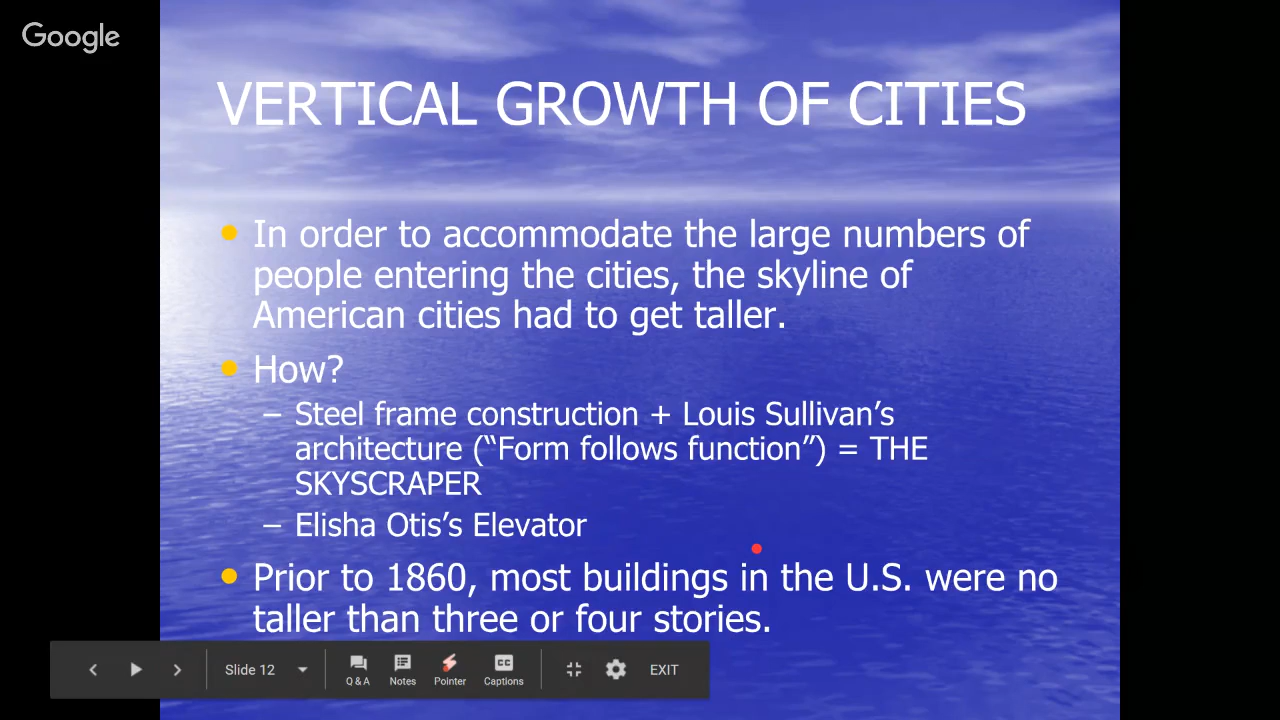 Google
VERTICAL GROWTH OF CITIES
In order to accommodate the large numbers of
people entering the cities, the skyline of
American cities had to get taller.
How?
– Steel frame construction + Louis Sullivan’s
architecture (“Form follows function”) = THE
SKYSCRAPER
– Elisha Otis’s Elevator
Prior to 1860, most buildings in the U.S. were no
taller than three or four stories.
Slide 12
Q & A
Notes
Pointer
CC
Captions
EXIT